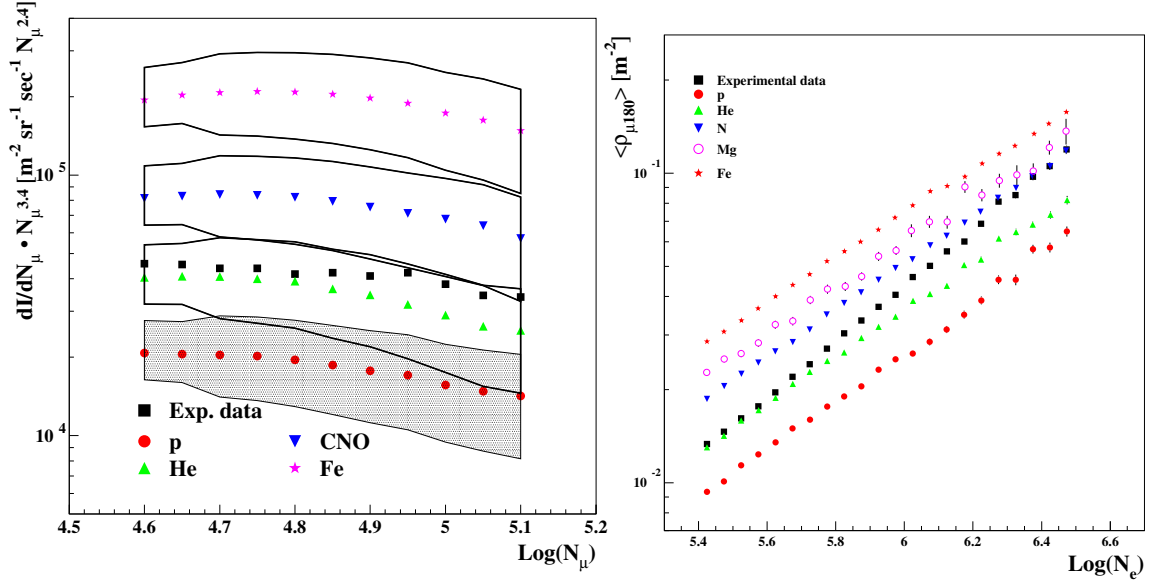 dI/dNμ • Nμ^3.4 [m^-2 sr^-1 sec^-1 Nμ^2.4]
10^5
10^4
Exp. data
p
He
CNO
Fe
4.5 4.6 4.7 4.8 4.9 5 5.1 5.2
Log(Nμ)
<ρμ180> [m^-2]
10^-1
10^-2
Experimental data
p
He
N
Mg
Fe
5.4 5.6 5.8 6 6.2 6.4 6.6
Log(Ne)